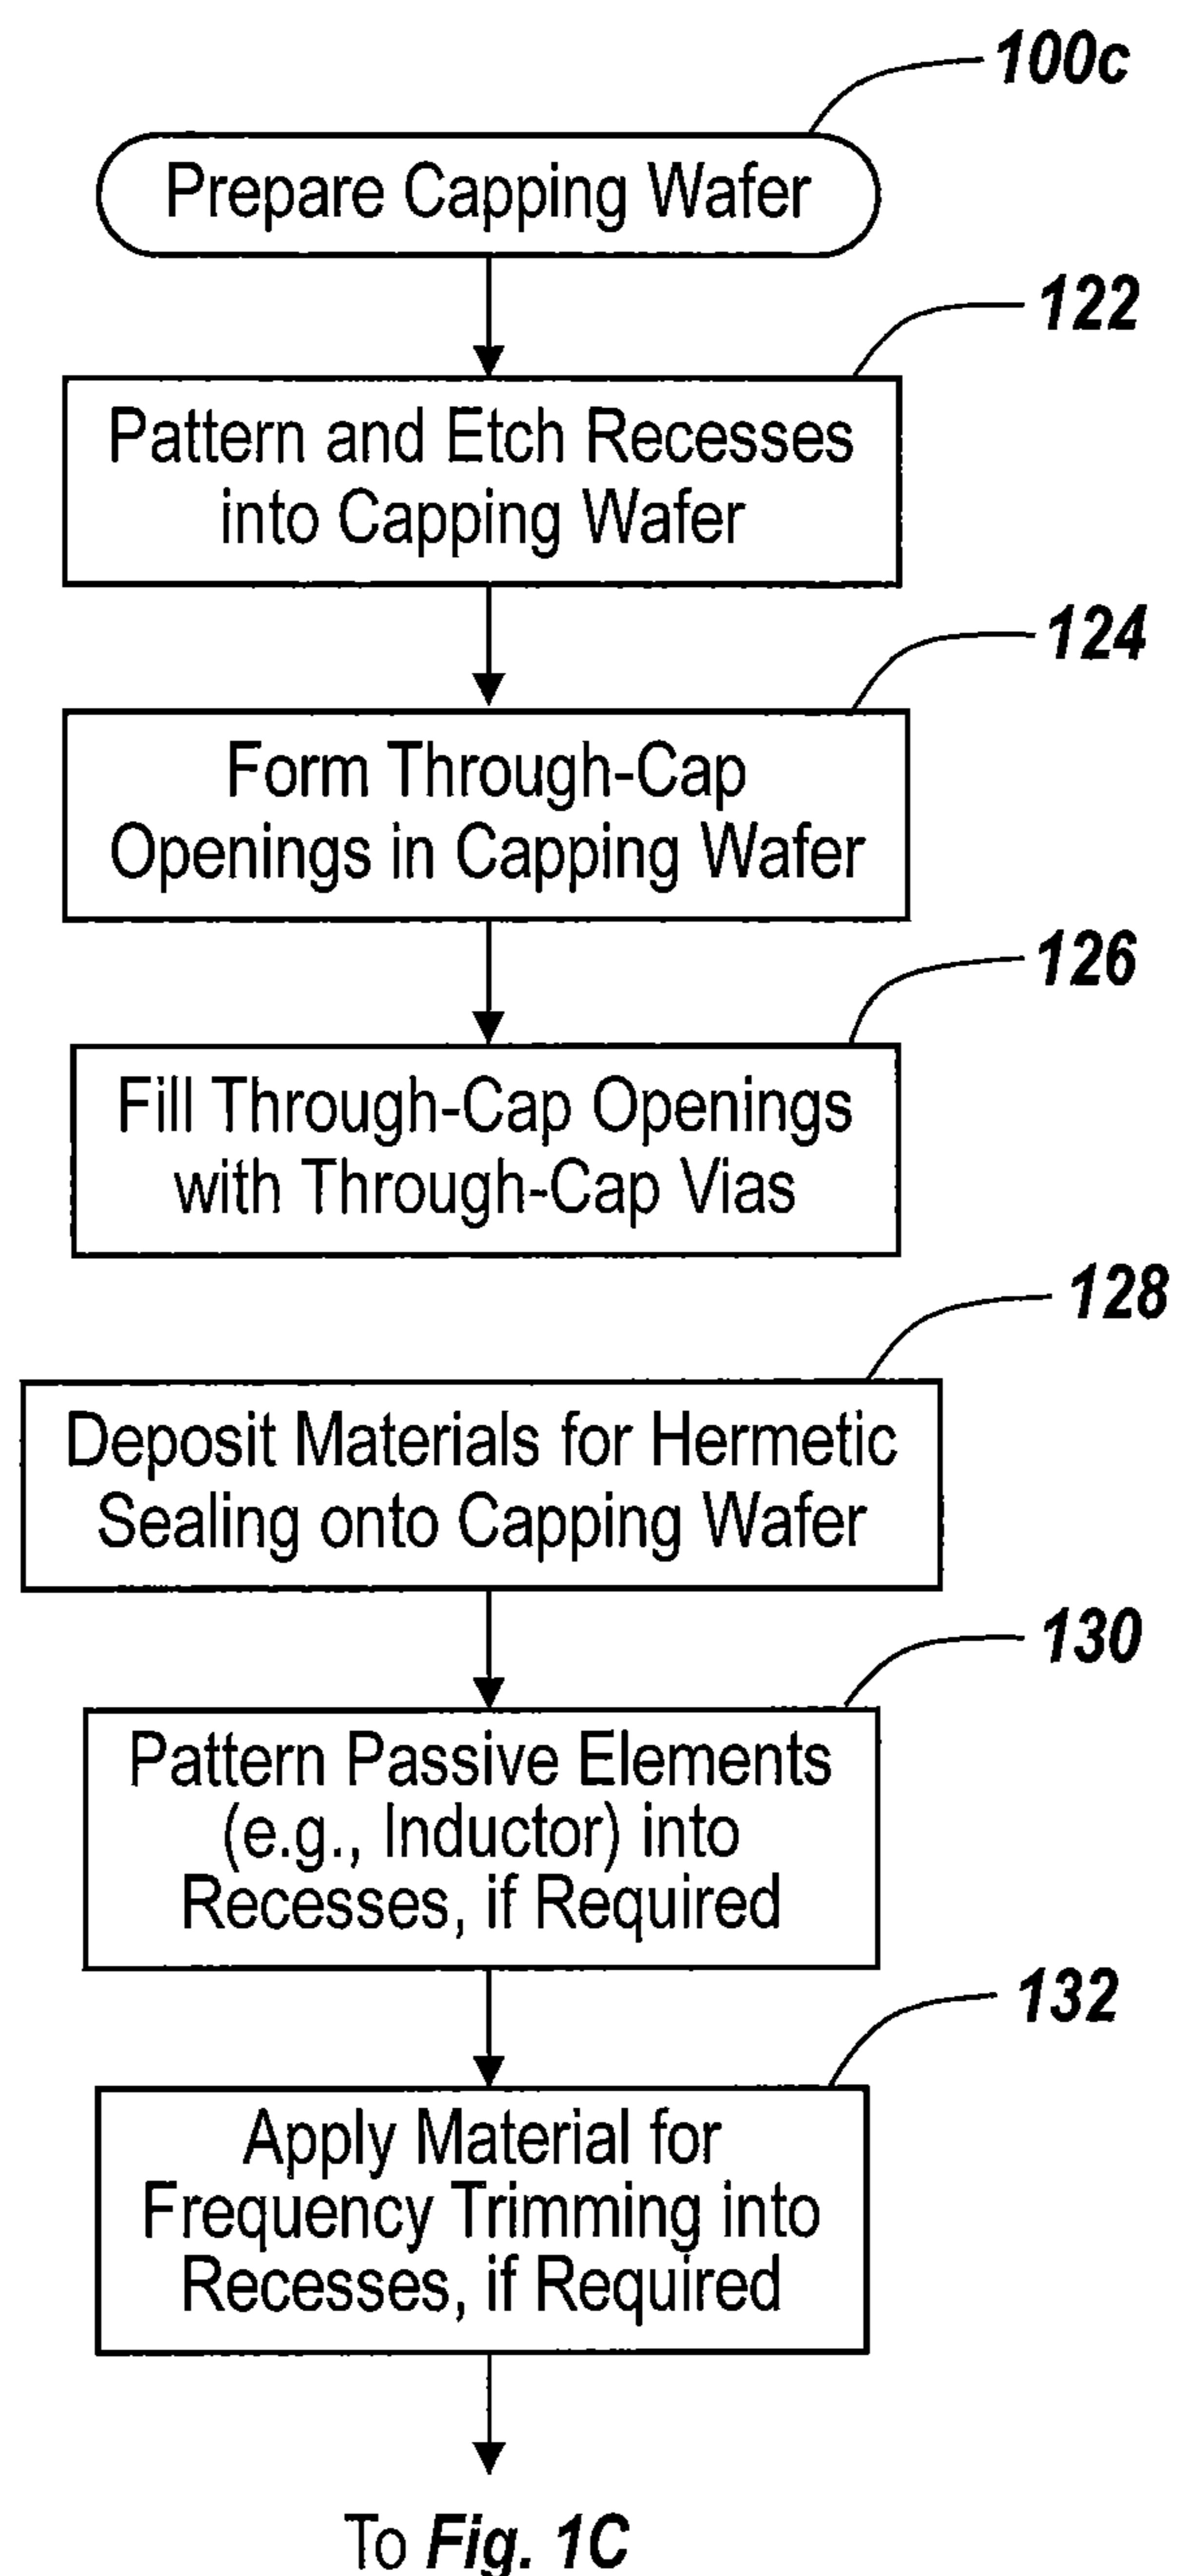 100c
Prepare Capping Wafer
122
Pattern and Etch Recesses
into Capping Wafer
124
Form Through-Cap
Openings in Capping Wafer
126
Fill Through-Cap Openings
with Through-Cap Vias
128
Deposit Materials for Hermetic
Sealing onto Capping Wafer
130
Pattern Passive Elements
(e.g., Inductor) into
Recesses, if Required
132
Apply Material for
Frequency Trimming into
Recesses, if Required
To Fig. 1C